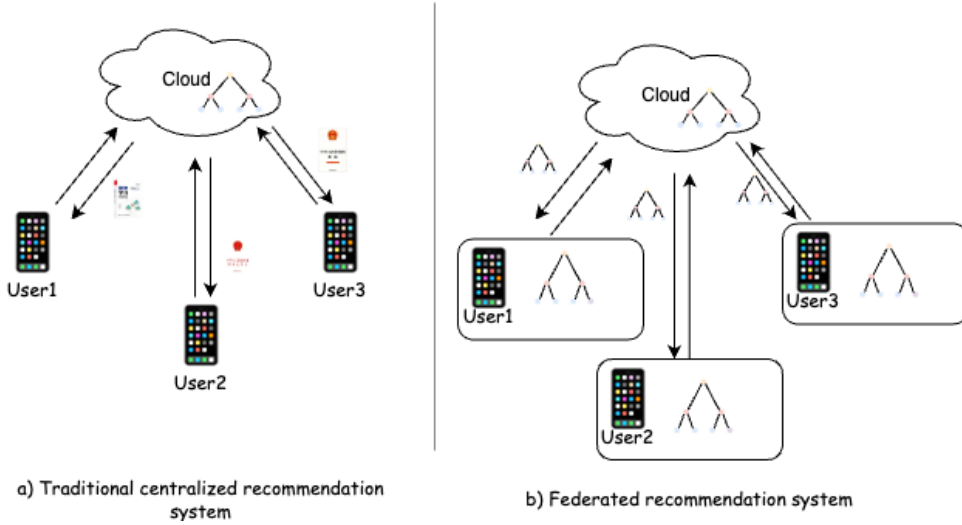 Cloud
User1
User2
User3
a) Traditional centralized recommendation
system
Cloud
User1
User2
User3
b) Federated recommendation system